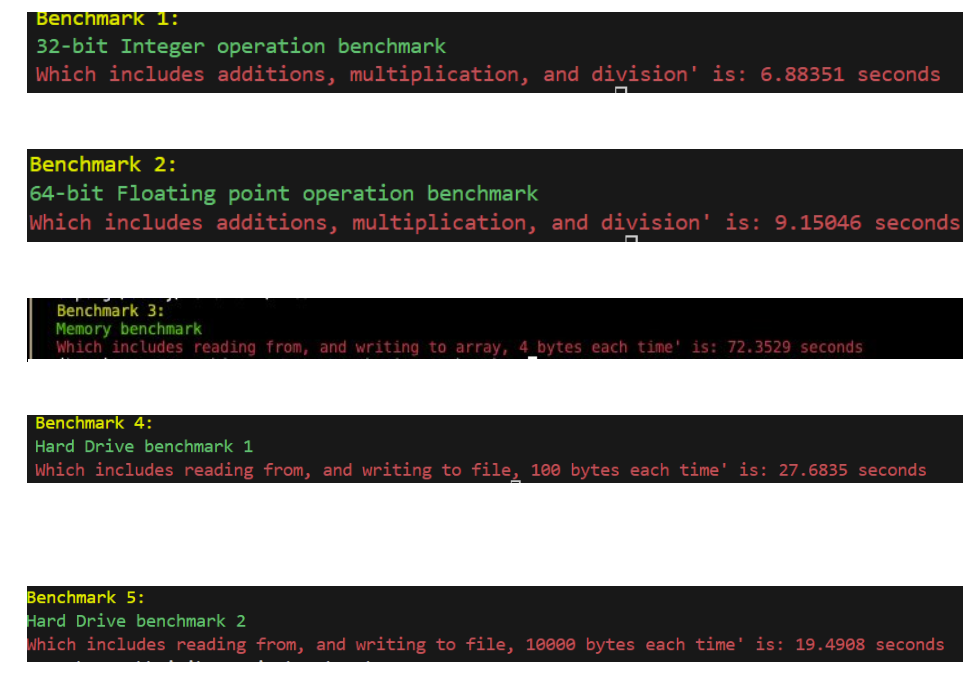 Benchmark 1:
32-bit Integer operation benchmark
Which includes additions, multiplication, and division' is: 6.88351 seconds
Benchmark 2:
64-bit Floating point operation benchmark
Which includes additions, multiplication, and division' is: 9.15046 seconds
Benchmark 3:
Memory benchmark
Which includes reading from, and writing to array, 4 bytes each time' is: 72.3529 seconds
Benchmark 4:
Hard Drive benchmark 1
Which includes reading from, and writing to file, 100 bytes each time' is: 27.6835 seconds
Benchmark 5:
Hard Drive benchmark 2
Which includes reading from, and writing to file, 10000 bytes each time' is: 19.4908 seconds